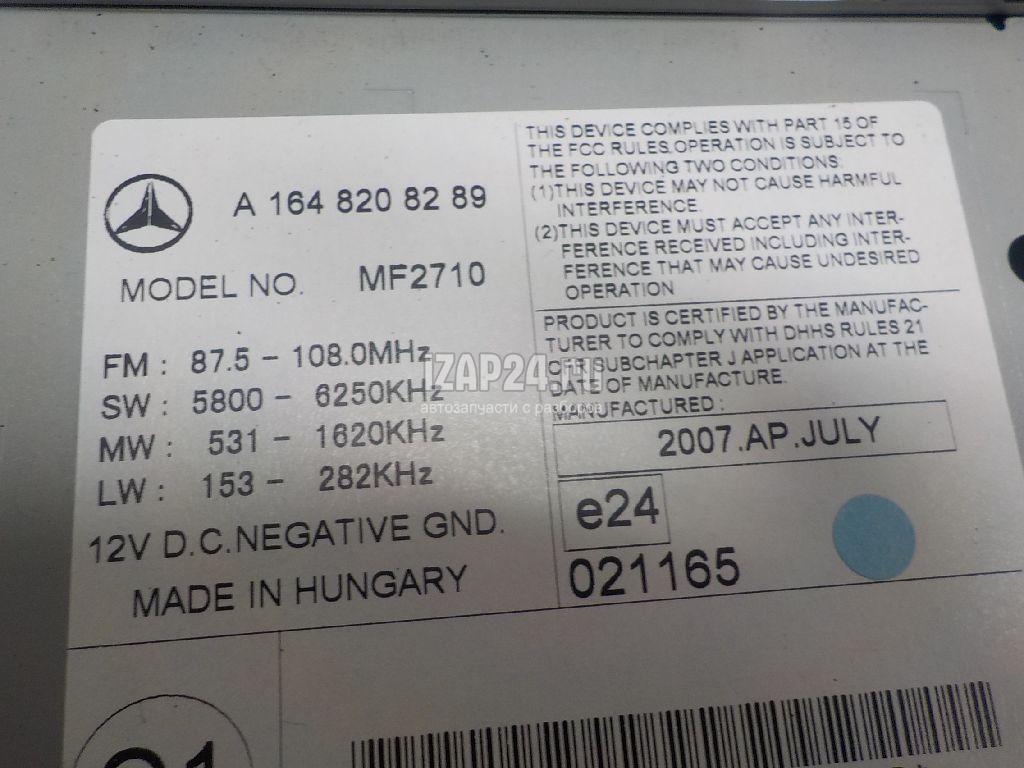 A 164 820 82 89
MODEL NO. MF2710
FM : 87.5 - 108.0MHz
SW : 5800 - 6250KHz
MW : 531 - 1620KHz
LW : 153 - 282KHz
12V D.C.NEGATIVE GND.
MADE IN HUNGARY
THIS DEVICE COMPLIES WITH PART 15 OF
THE FCC RULES.OPERATION IS SUBJECT TO
THE FOLLOWING TWO CONDITIONS:
(1)THIS DEVICE MAY NOT CAUSE HARMFUL
INTERFERENCE.
(2)THIS DEVICE MUST ACCEPT ANY INTER-
FERENCE RECEIVED INCLUDING INTER-
FERENCE THAT MAY CAUSE UNDESIRED
OPERATION
PRODUCT IS CERTIFIED BY THE MANUFAC-
TURER TO COMPLY WITH DHHS RULES 21
CFR SUBCHAPTER J APPLICATION AT THE
DATE OF MANUFACTURE.
MANUFACTURED :
2007.AP.JULY
e24
021165
IZAP24.ru
автозапчасти с разборов